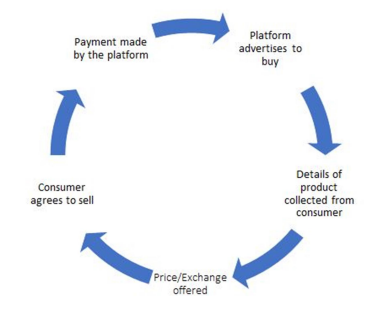 Payment made
by the platform
Platform
advertises to
buy
Details of
product
collected from
consumer
Price/Exchange
offered
Consumer
agrees to sell